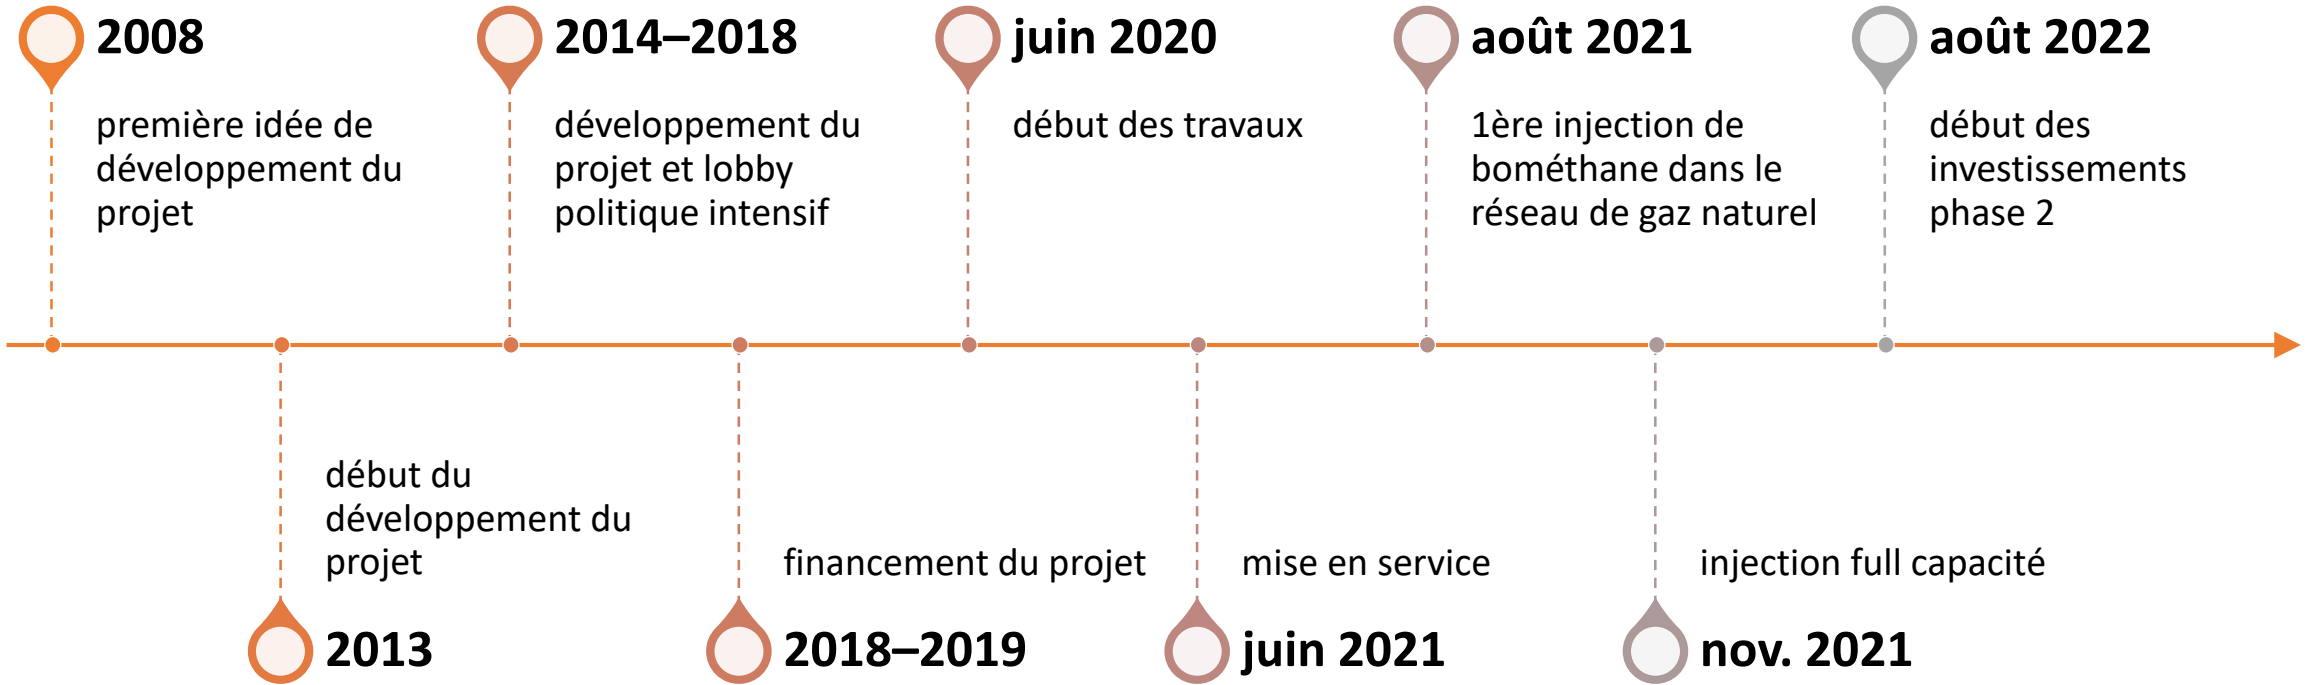 2008
première idée de
développement du
projet
2014–2018
développement du
projet et lobby
politique intensif
juin 2020
début des travaux
août 2021
1ère injection de
bométhane dans le
réseau de gaz naturel
août 2022
début des
investissements
phase 2
début du
développement du
projet
2013
financement du projet
2018–2019
mise en service
juin 2021
injection full capacité
nov. 2021